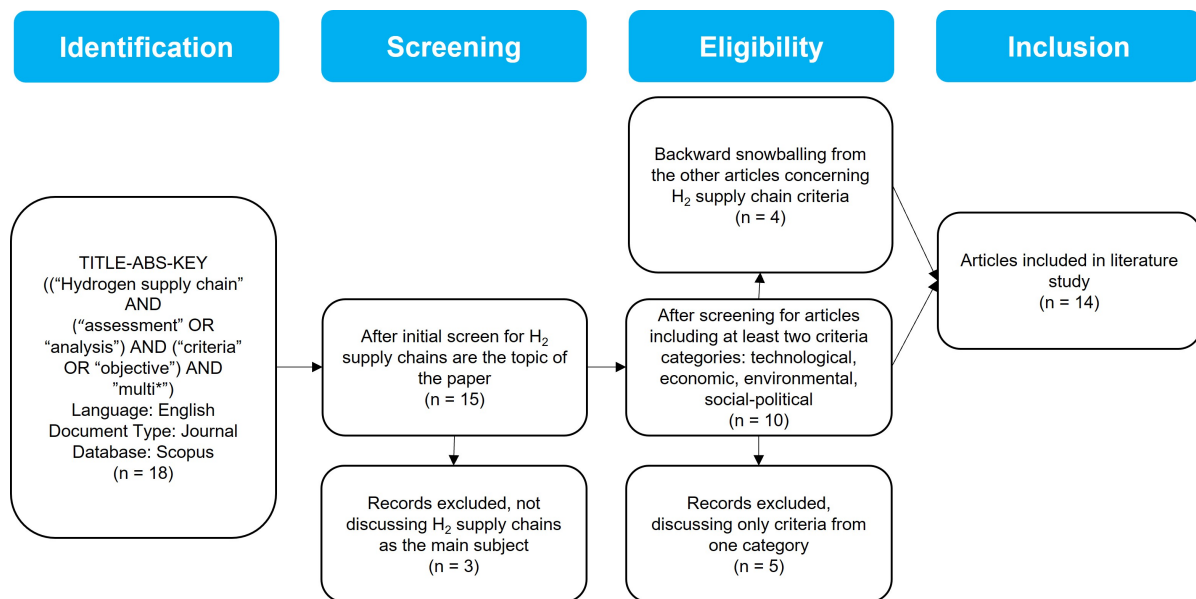 Identification
Screening
Eligibility
Inclusion
TITLE-ABS-KEY
((“Hydrogen supply chain”
AND
(“assessment” OR
“analysis”) AND (“criteria”
OR “objective”) AND
”multi*”)
Language: English
Document Type: Journal
Database: Scopus
(n = 18)
After initial screen for H₂
supply chains are the topic of
the paper
(n = 15)
Records excluded, not
discussing H₂ supply chains
as the main subject
(n = 3)
Backward snowballing from
the other articles concerning
H₂ supply chain criteria
(n = 4)
After screening for articles
including at least two criteria
categories: technological,
economic, environmental,
social-political
(n = 10)
Records excluded,
discussing only criteria from
one category
(n = 5)
Articles included in literature
study
(n = 14)